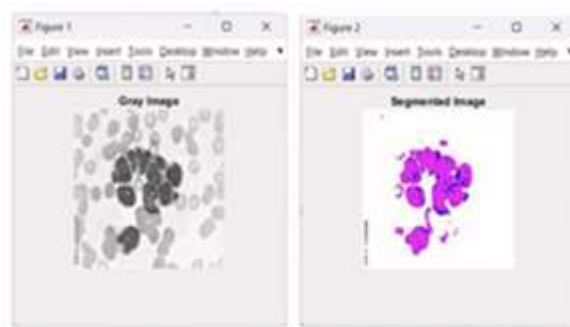 Figure 1
File Edit View Insert Tools Desktop Window Help
Gray Image
Figure 2
File Edit View Insert Tools Desktop Window Help
Segmented Image